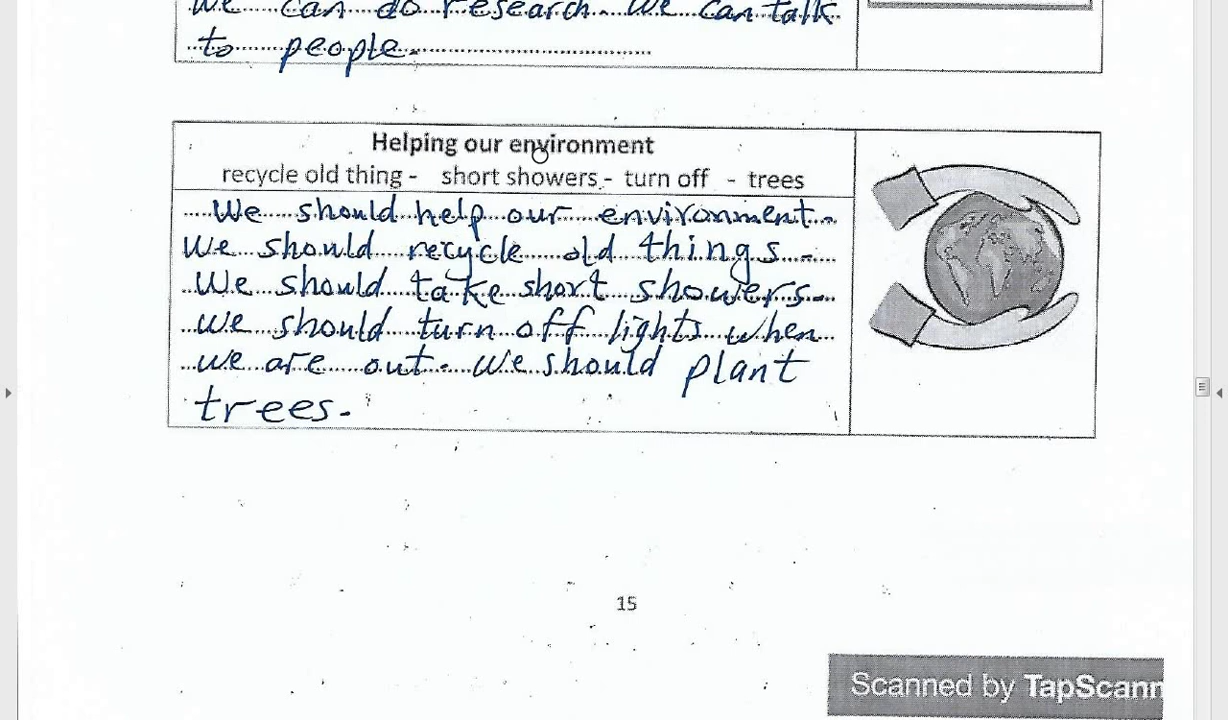 We can do research. We can talk
to people.
Helping our environment
recycle old thing - short showers - turn off - trees
We should help our environment.
We should recycle old things.
We should take short showers.
We should turn off lights when
we are out. We should plant
trees.
15
Scanned by TapScann